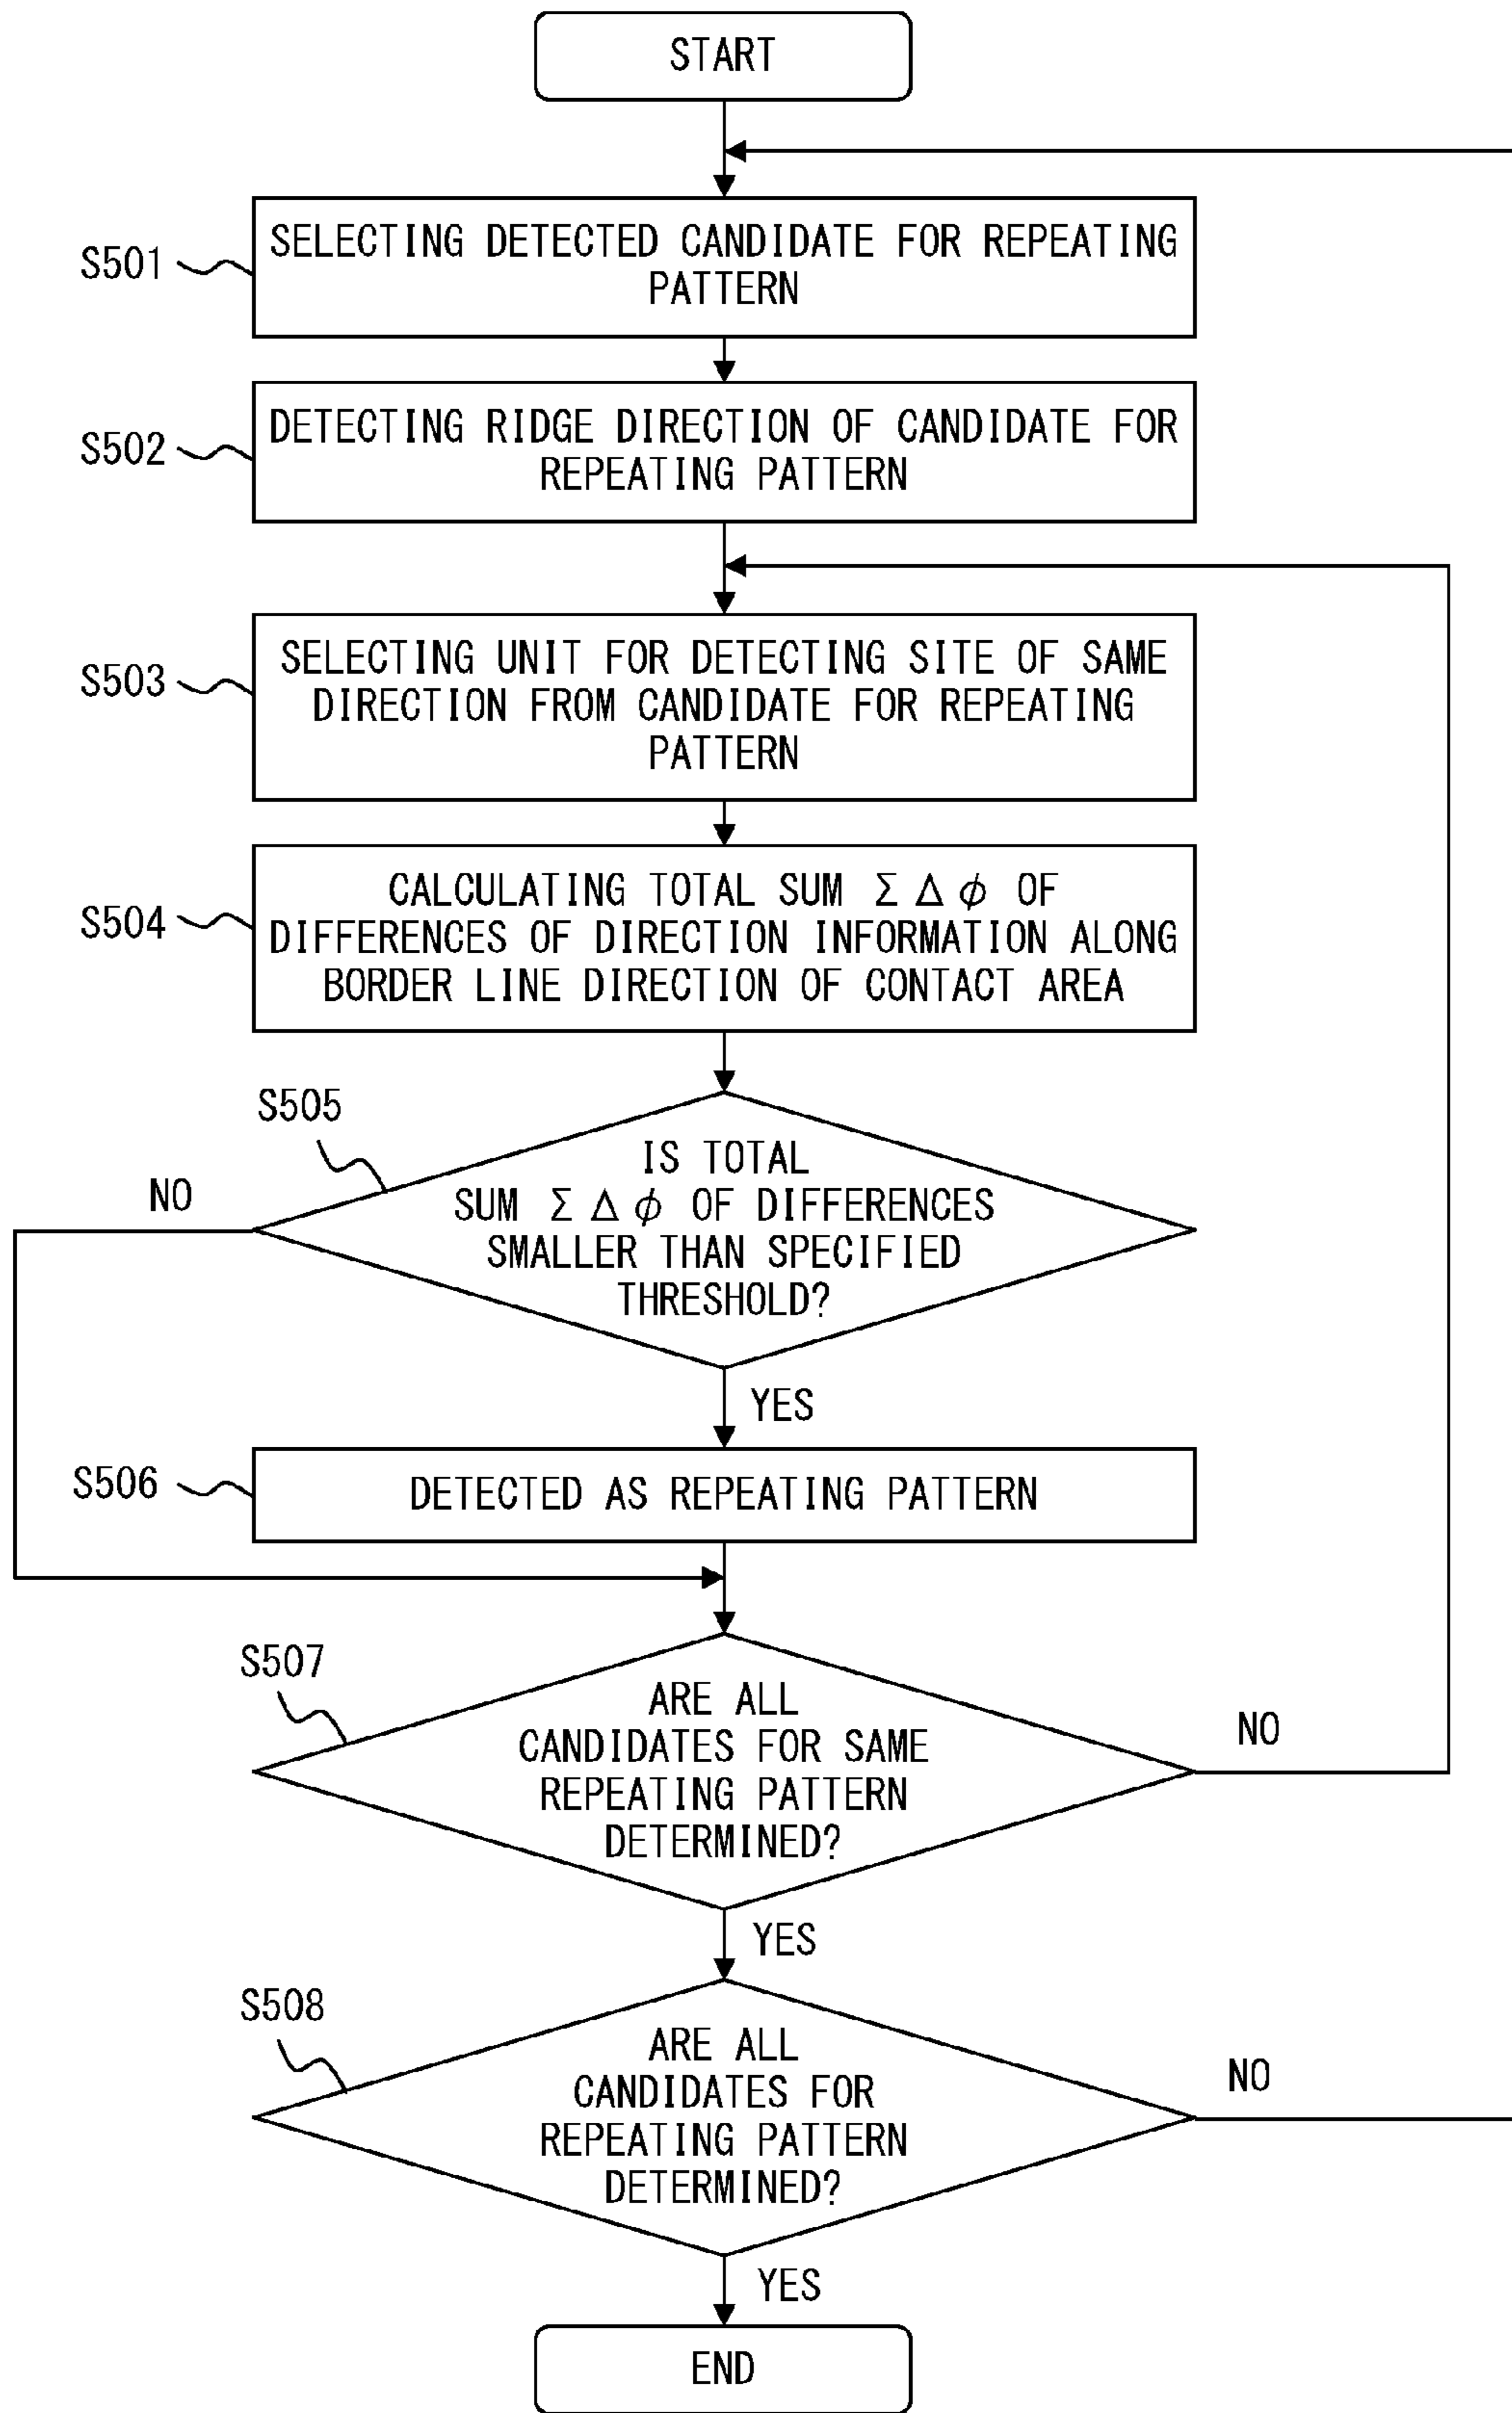 START
SELECTING DETECTED CANDIDATE FOR REPEATING
PATTERN
S501
DETECTING RIDGE DIRECTION OF CANDIDATE FOR
REPEATING PATTERN
S502
SELECTING UNIT FOR DETECTING SITE OF SAME
DIRECTION FROM CANDIDATE FOR REPEATING
PATTERN
S503
CALCULATING TOTAL SUM Σ Δ φ OF
DIFFERENCES OF DIRECTION INFORMATION ALONG
BORDER LINE DIRECTION OF CONTACT AREA
S504
S505
IS TOTAL
SUM Σ Δ φ OF DIFFERENCES
SMALLER THAN SPECIFIED
THRESHOLD?
NO
YES
S506
DETECTED AS REPEATING PATTERN
S507
ARE ALL
CANDIDATES FOR SAME
REPEATING PATTERN
DETERMINED?
NO
YES
S508
ARE ALL
CANDIDATES FOR
REPEATING PATTERN
DETERMINED?
NO
YES
END